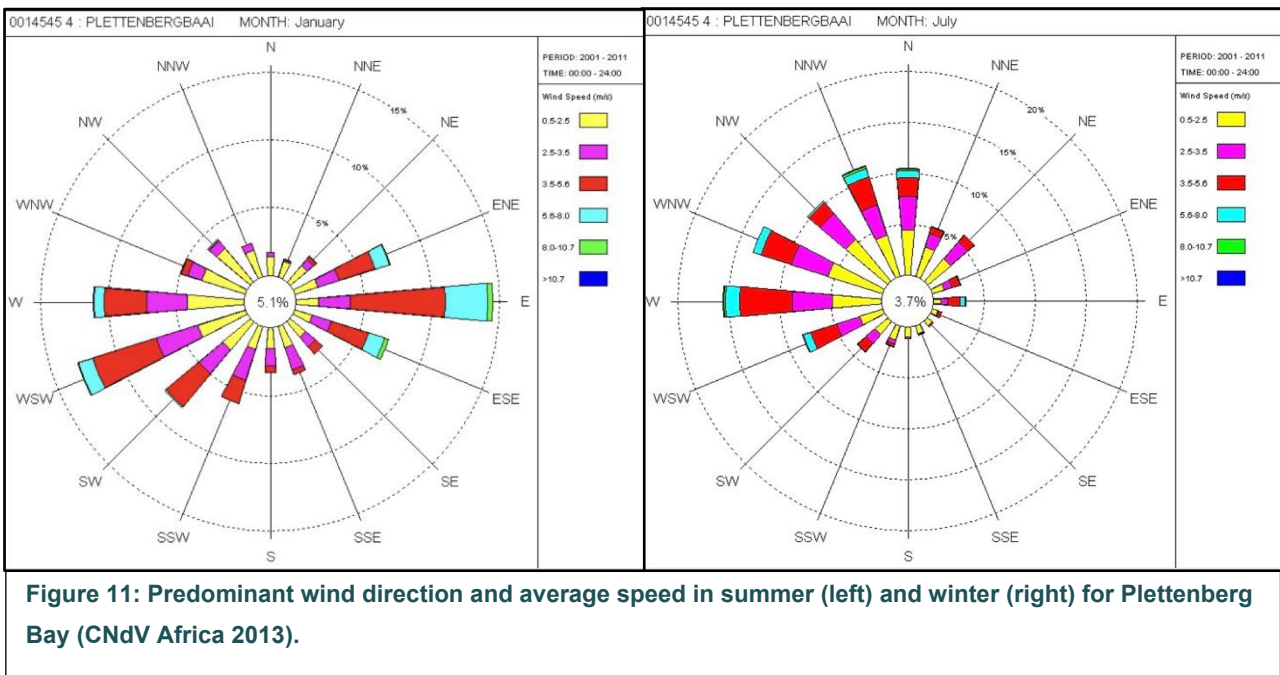 0014545 4 : PLETTENBERGBAAI MONTH: January
N
NNE
NE
ENE
E
ESE
SE
SSE
S
SSW
SW
WSW
W
WNW
NW
NNW
15%
10%
5%
5.1%
PERIOD: 2001 - 2011
TIME: 00:00 - 24:00
Wind Speed (m/s)
0.5-2.5
2.5-3.5
3.5-5.6
5.6-8.0
8.0-10.7
>10.7
0014545 4 : PLETTENBERGBAAI MONTH: July
N
NNE
NE
ENE
E
ESE
SE
SSE
S
SSW
SW
WSW
W
WNW
NW
NNW
20%
15%
10%
5%
3.7%
PERIOD: 2001 - 2011
TIME: 00:00 - 24:00
Wind Speed (m/s)
0.5-2.5
2.5-3.5
3.5-5.6
5.6-8.0
8.0-10.7
>10.7
Figure 11: Predominant wind direction and average speed in summer (left) and winter (right) for Plettenberg
Bay (CNdV Africa 2013).